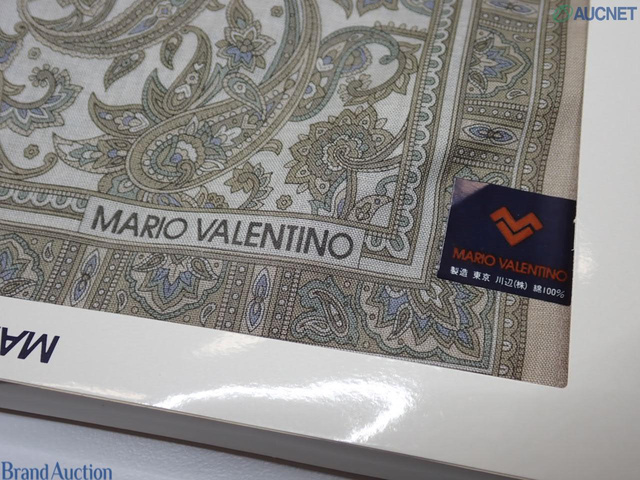 AUCNET
MARIO VALENTINO
MARIO VALENTINO
製造 東京 川辺(株) 綿100%
MA
Brand Auction